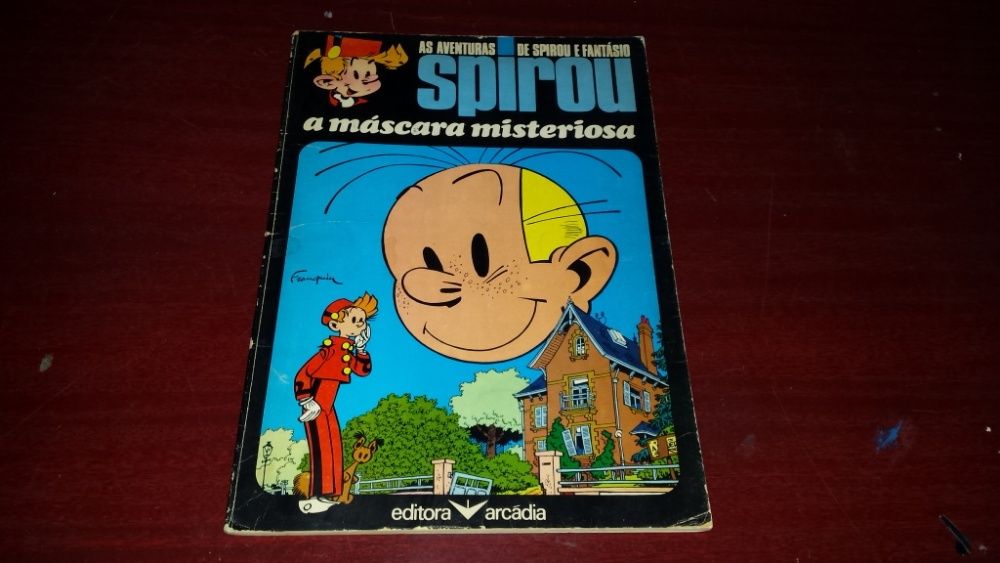 AS AVENTURAS DE SPIROU E FANTÁSIO
spirou
a máscara misteriosa
Franquin
editora arcádia